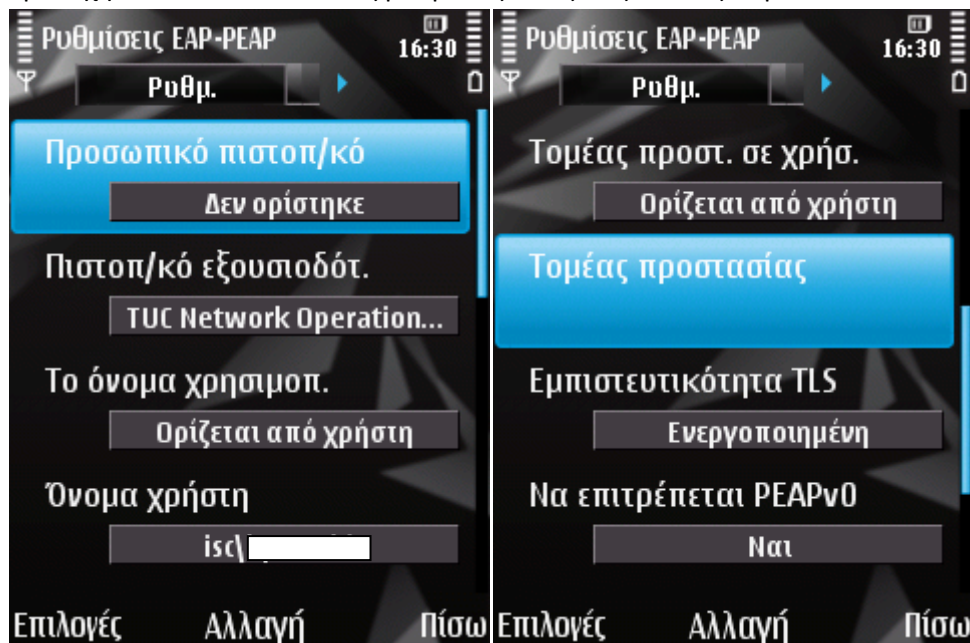 Ρυθμίσεις EAP-PEAP
16:30
Ρυθμ.
Προσωπικό πιστοπ/κό
Δεν ορίστηκε
Πιστοπ/κό εξουσιοδότ.
TUC Network Operation...
Το όνομα χρησιμοπ.
Ορίζεται από χρήστη
Όνομα χρήστη
isc\
Επιλογές Αλλαγή Πίσω
Ρυθμίσεις EAP-PEAP
16:30
Ρυθμ.
Τομέας προστ. σε χρήσ.
Ορίζεται από χρήστη
Τομέας προστασίας
Εμπιστευτικότητα TLS
Ενεργοποιημένη
Να επιτρέπεται PEAPv0
Ναι
Επιλογές Αλλαγή Πίσω